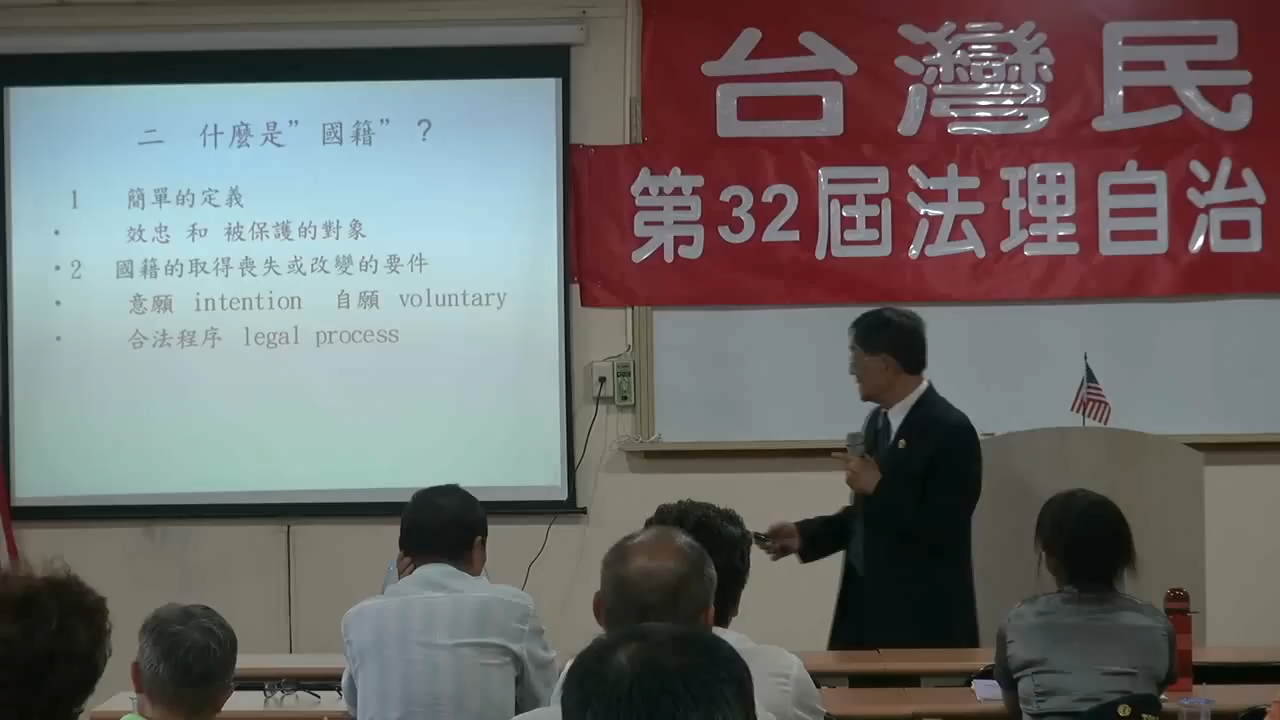 二 什麼是”國籍”？
1 簡單的定義
• 效忠 和 被保護的對象
• 2 國籍的取得喪失或改變的要件
• 意願 intention 自願 voluntary
• 合法程序 legal process
台灣民
第32屆法理自治